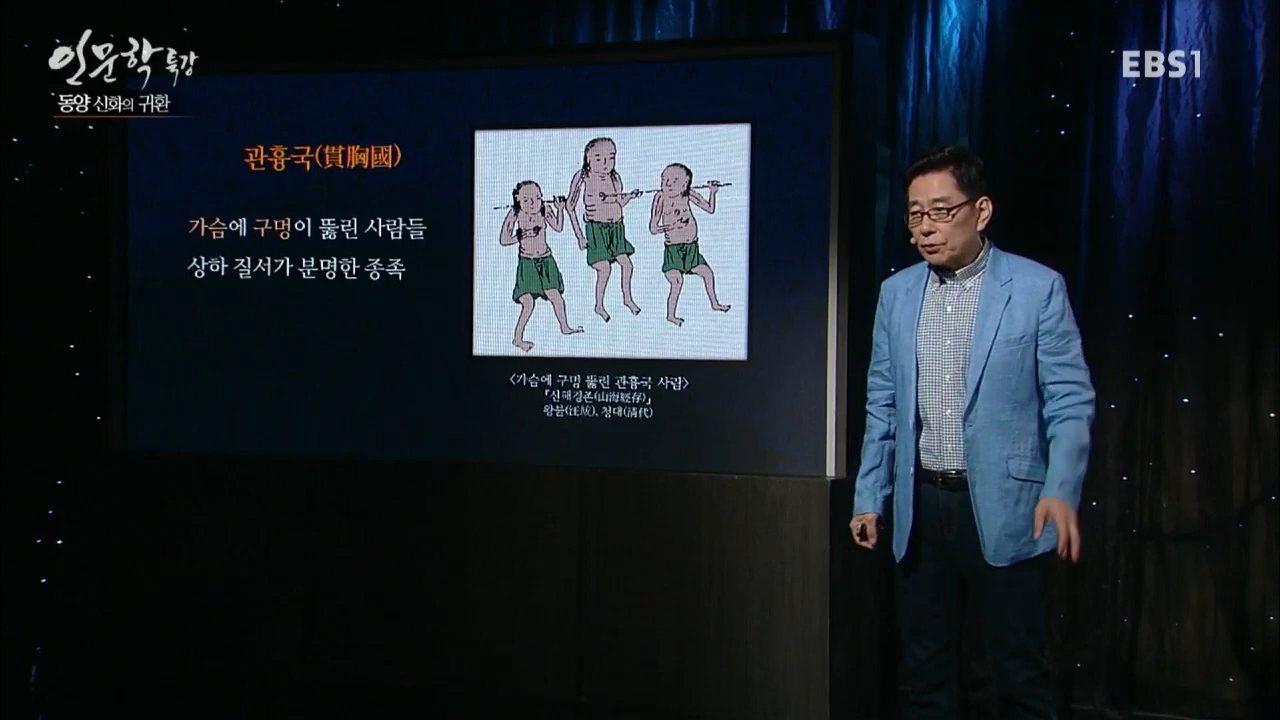 인문학 특강
동양 신화의 귀환
EBS1
관흉국(貫胸國)
가슴에 구멍이 뚫린 사람들
상하 질서가 분명한 종족
<가슴에 구멍 뚫린 관흉국 사람>
『산해경존(山海經存)』
왕불(汪紱), 청대(淸代)